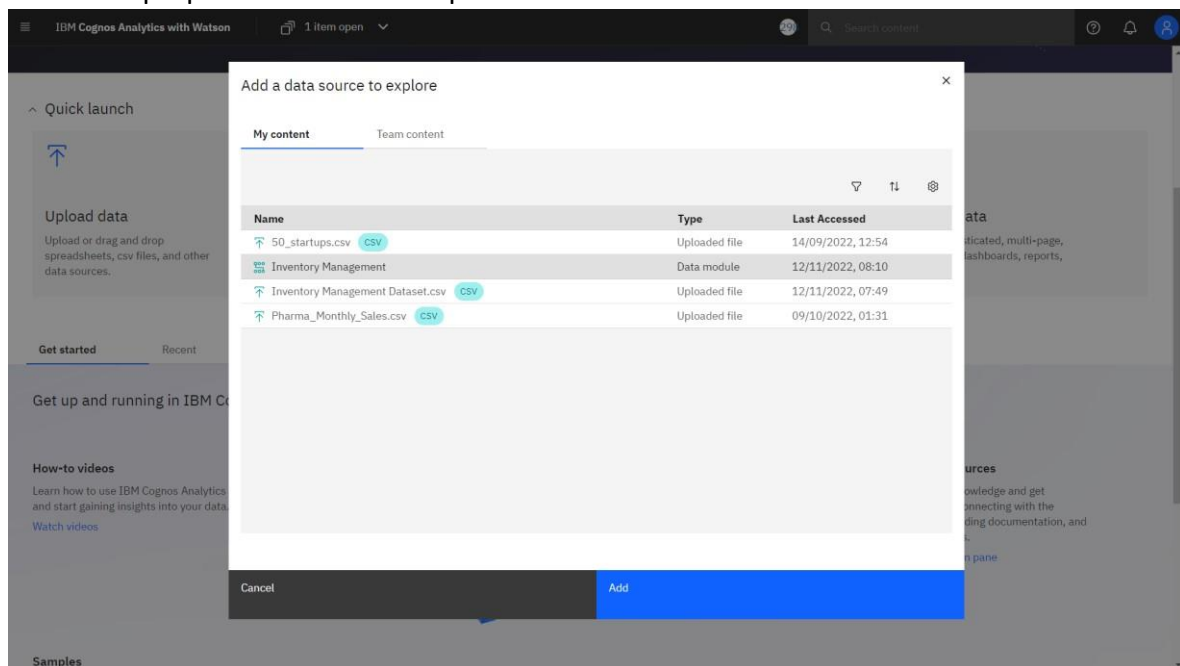 IBM Cognos Analytics with Watson
1 item open
Search content
Add a data source to explore
Quick launch
My content
Team content
Upload data
Upload or drag and drop
spreadsheets, csv files, and other
data sources.
Name Type Last Accessed
50_startups.csv CSV Uploaded file 14/09/2022, 12:54
Inventory Management Data module 12/11/2022, 08:10
Inventory Management Dataset.csv CSV Uploaded file 12/11/2022, 07:49
Pharma_Monthly_Sales.csv CSV Uploaded file 09/10/2022, 01:31
ata
ticated, multi-page,
dashboards, reports,
Get started
Recent
Get up and running in IBM Co
How-to videos
Learn how to use IBM Cognos Analytics
and start gaining insights into your data.
Watch videos
urces
owledge and get
onnecting with the
ding documentation, and
n pane
Cancel
Add
Samples